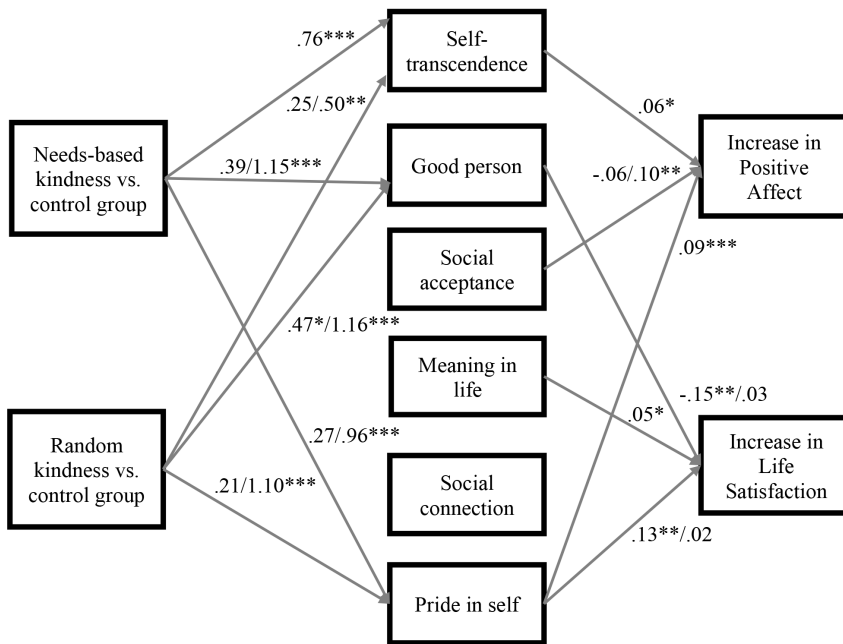 .76***
Self-
transcendence
.25/.50**
.06*
Needs-based
kindness vs.
control group
.39/1.15***
Good person
-.06/.10**
Increase in
Positive
Affect
Social
acceptance
.09***
.47*/1.16***
Meaning in
life
-.15**/.03
.05*
Random
kindness vs.
control group
.27/.96***
.21/1.10***
Social
connection
Increase in
Life
Satisfaction
.13**/.02
Pride in self